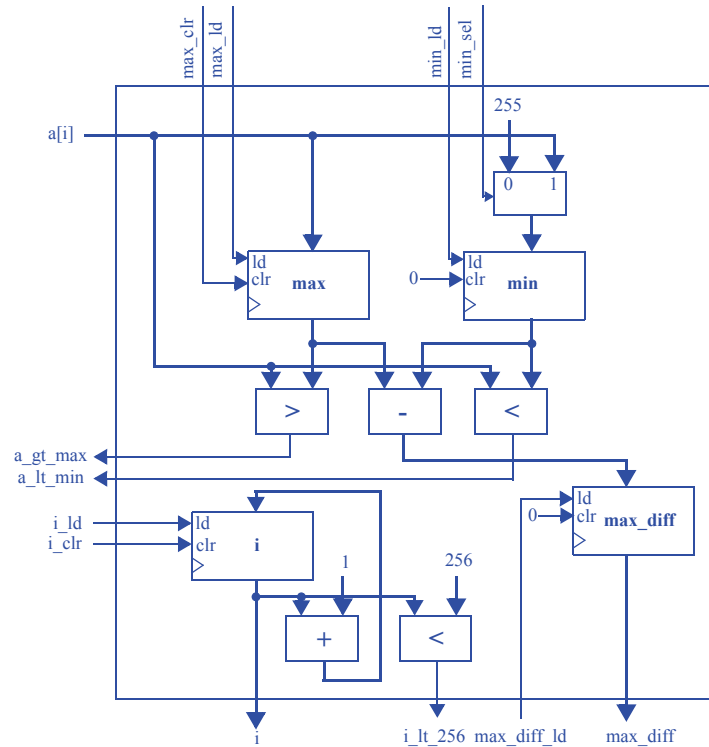 max_clr
max_ld
min_ld
min_sel
255
a[i]
0 1
ld
clr
max
ld
0 clr
min
> - <
a_gt_max
a_lt_min
ld
0 clr
max_diff
i_ld
i_clr
ld
clr
i
1
256
+ <
i
i_lt_256
max_diff_ld
max_diff